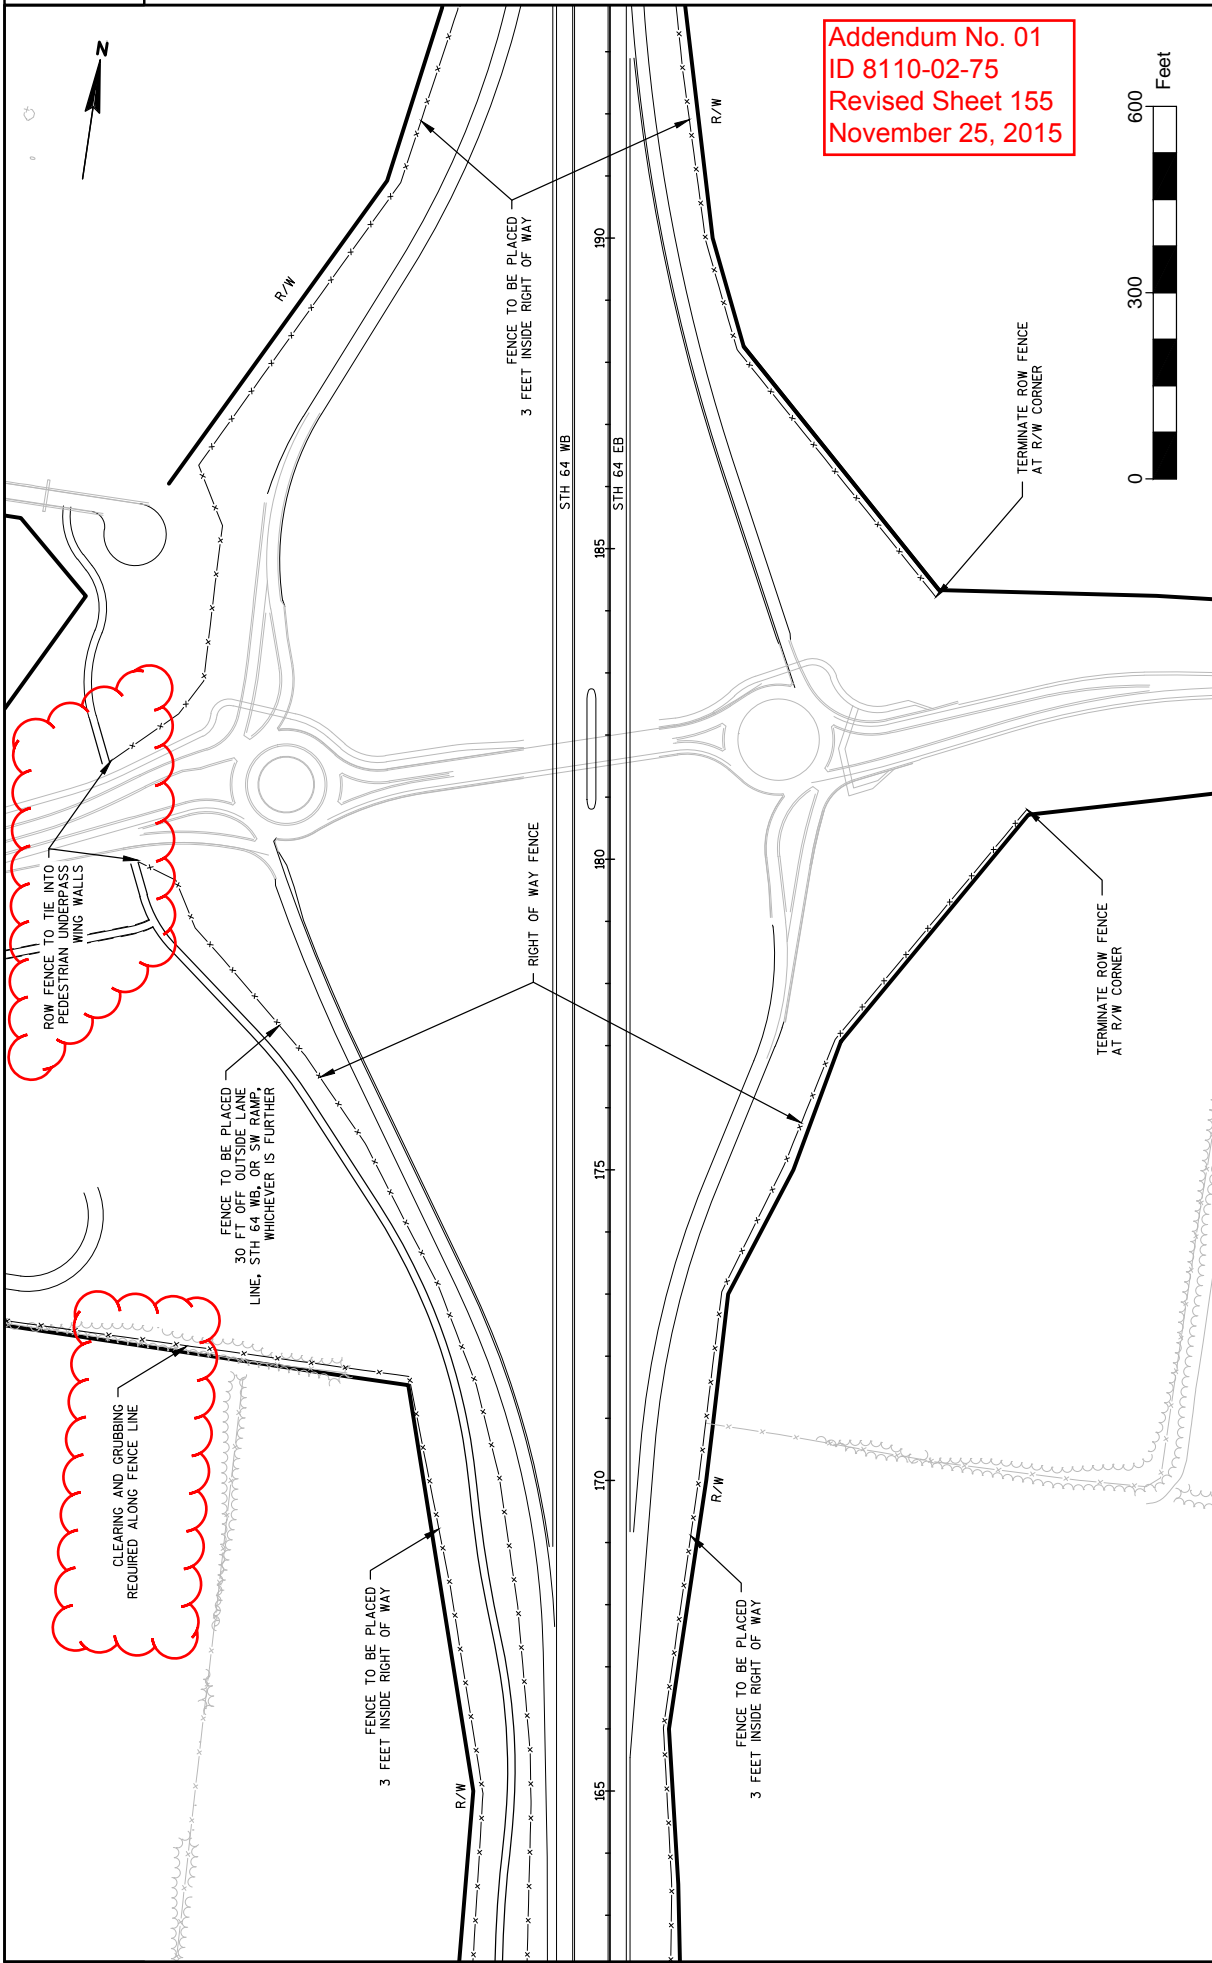 Addendum No. 01
ID 8110-02-75
Revised Sheet 155
November 25, 2015
N
R/W
R/W
FENCE TO BE PLACED
3 FEET INSIDE RIGHT OF WAY
190
0
300
600
Feet
STH 64 WB
STH 64 EB
TERMINATE ROW FENCE
AT R/W CORNER
185
ROW FENCE TO TIE INTO
PEDESTRIAN UNDERPASS
WING WALLS
180
RIGHT OF WAY FENCE
TERMINATE ROW FENCE
AT R/W CORNER
FENCE TO BE PLACED
30 FT OFF OUTSIDE LANE
LINE, STH 64 WB, OR SW RAMP,
WHICHEVER IS FURTHER
175
CLEARING AND GRUBBING
REQUIRED ALONG FENCE LINE
170
R/W
FENCE TO BE PLACED
3 FEET INSIDE RIGHT OF WAY
FENCE TO BE PLACED
3 FEET INSIDE RIGHT OF WAY
R/W
165